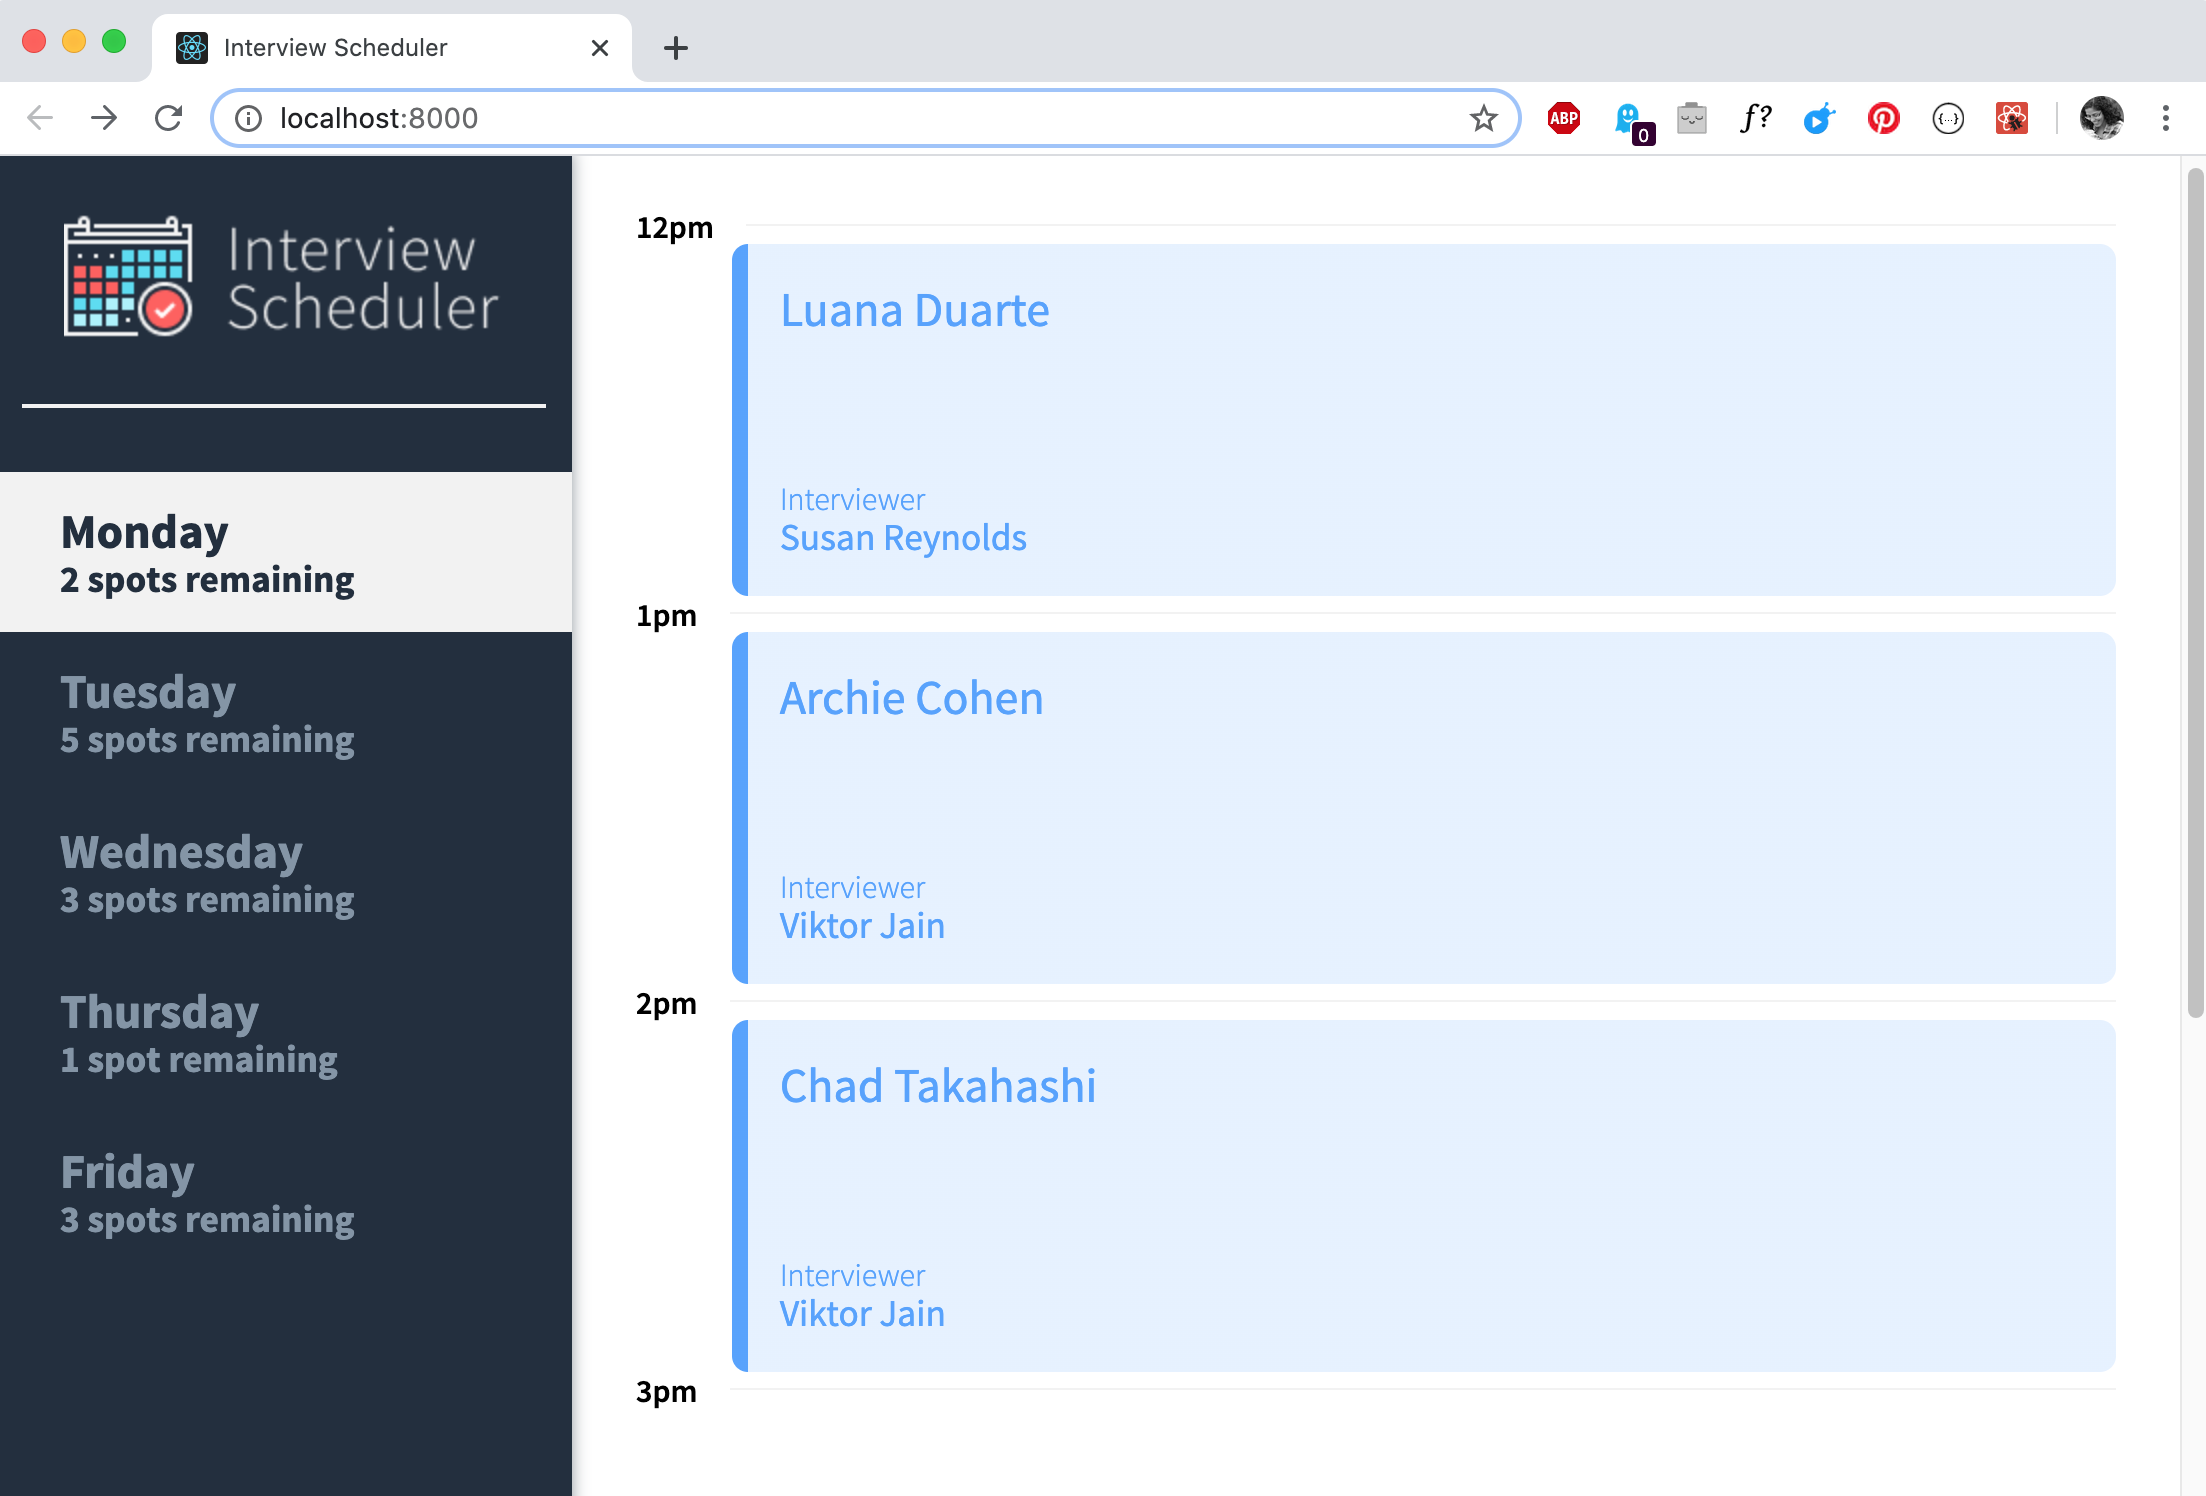 Interview Scheduler
localhost:8000
ABP
0
f?
{...}
Interview
Scheduler
Monday
2 spots remaining
Tuesday
5 spots remaining
Wednesday
3 spots remaining
Thursday
1 spot remaining
Friday
3 spots remaining
12pm
Luana Duarte
Interviewer
Susan Reynolds
1pm
Archie Cohen
Interviewer
Viktor Jain
2pm
Chad Takahashi
Interviewer
Viktor Jain
3pm